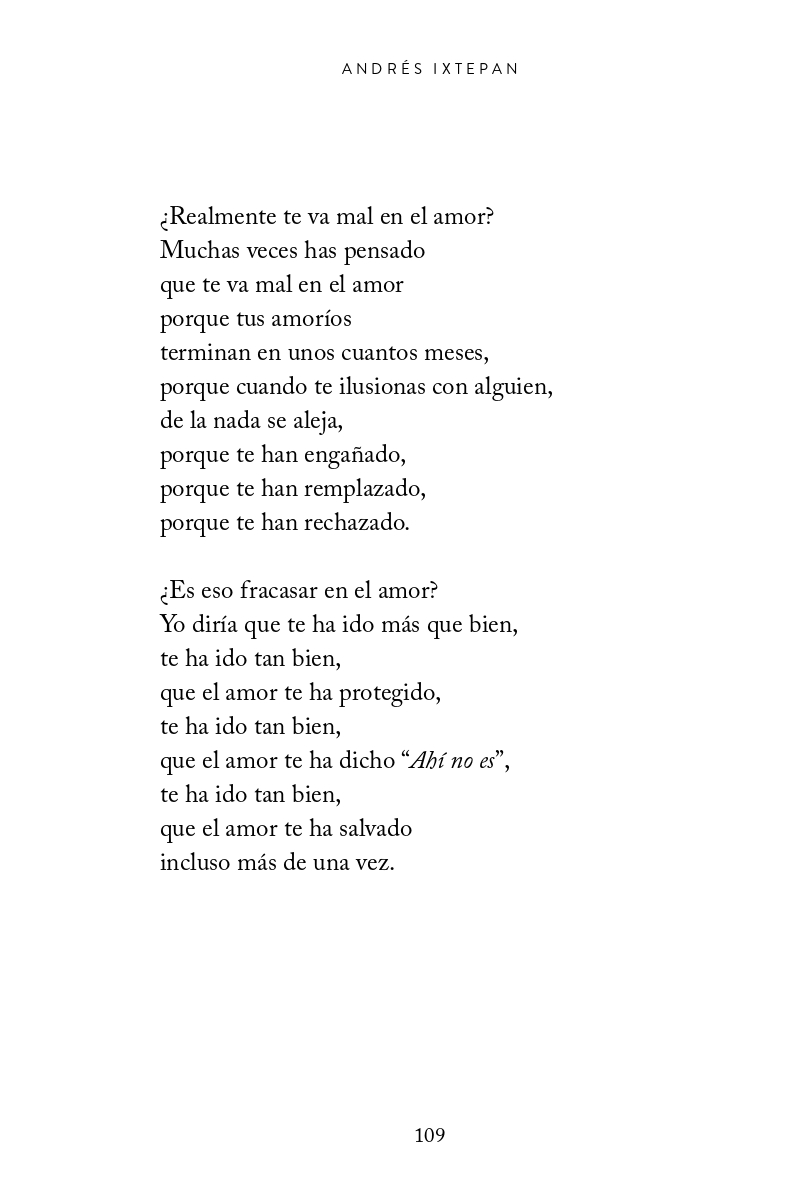 ANDRÉS IXTEPAN
¿Realmente te va mal en el amor?
Muchas veces has pensado
que te va mal en el amor
porque tus amoríos
terminan en unos cuantos meses,
porque cuando te ilusionas con alguien,
de la nada se aleja,
porque te han engañado,
porque te han remplazado,
porque te han rechazado.
¿Es eso fracasar en el amor?
Yo diría que te ha ido más que bien,
te ha ido tan bien,
que el amor te ha protegido,
te ha ido tan bien,
que el amor te ha dicho “Ahí no es”,
te ha ido tan bien,
que el amor te ha salvado
incluso más de una vez.
109